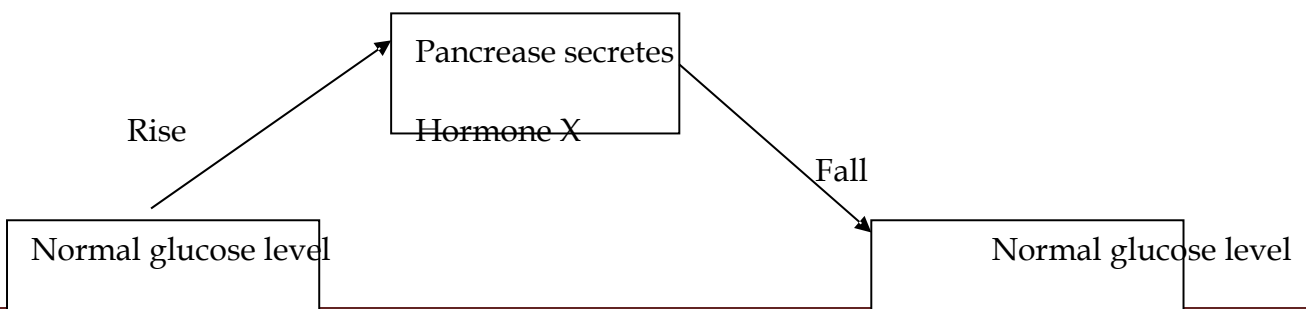 Pancrease secretes
Rise
Hormone X
Fall
Normal glucose level
Normal glucose level